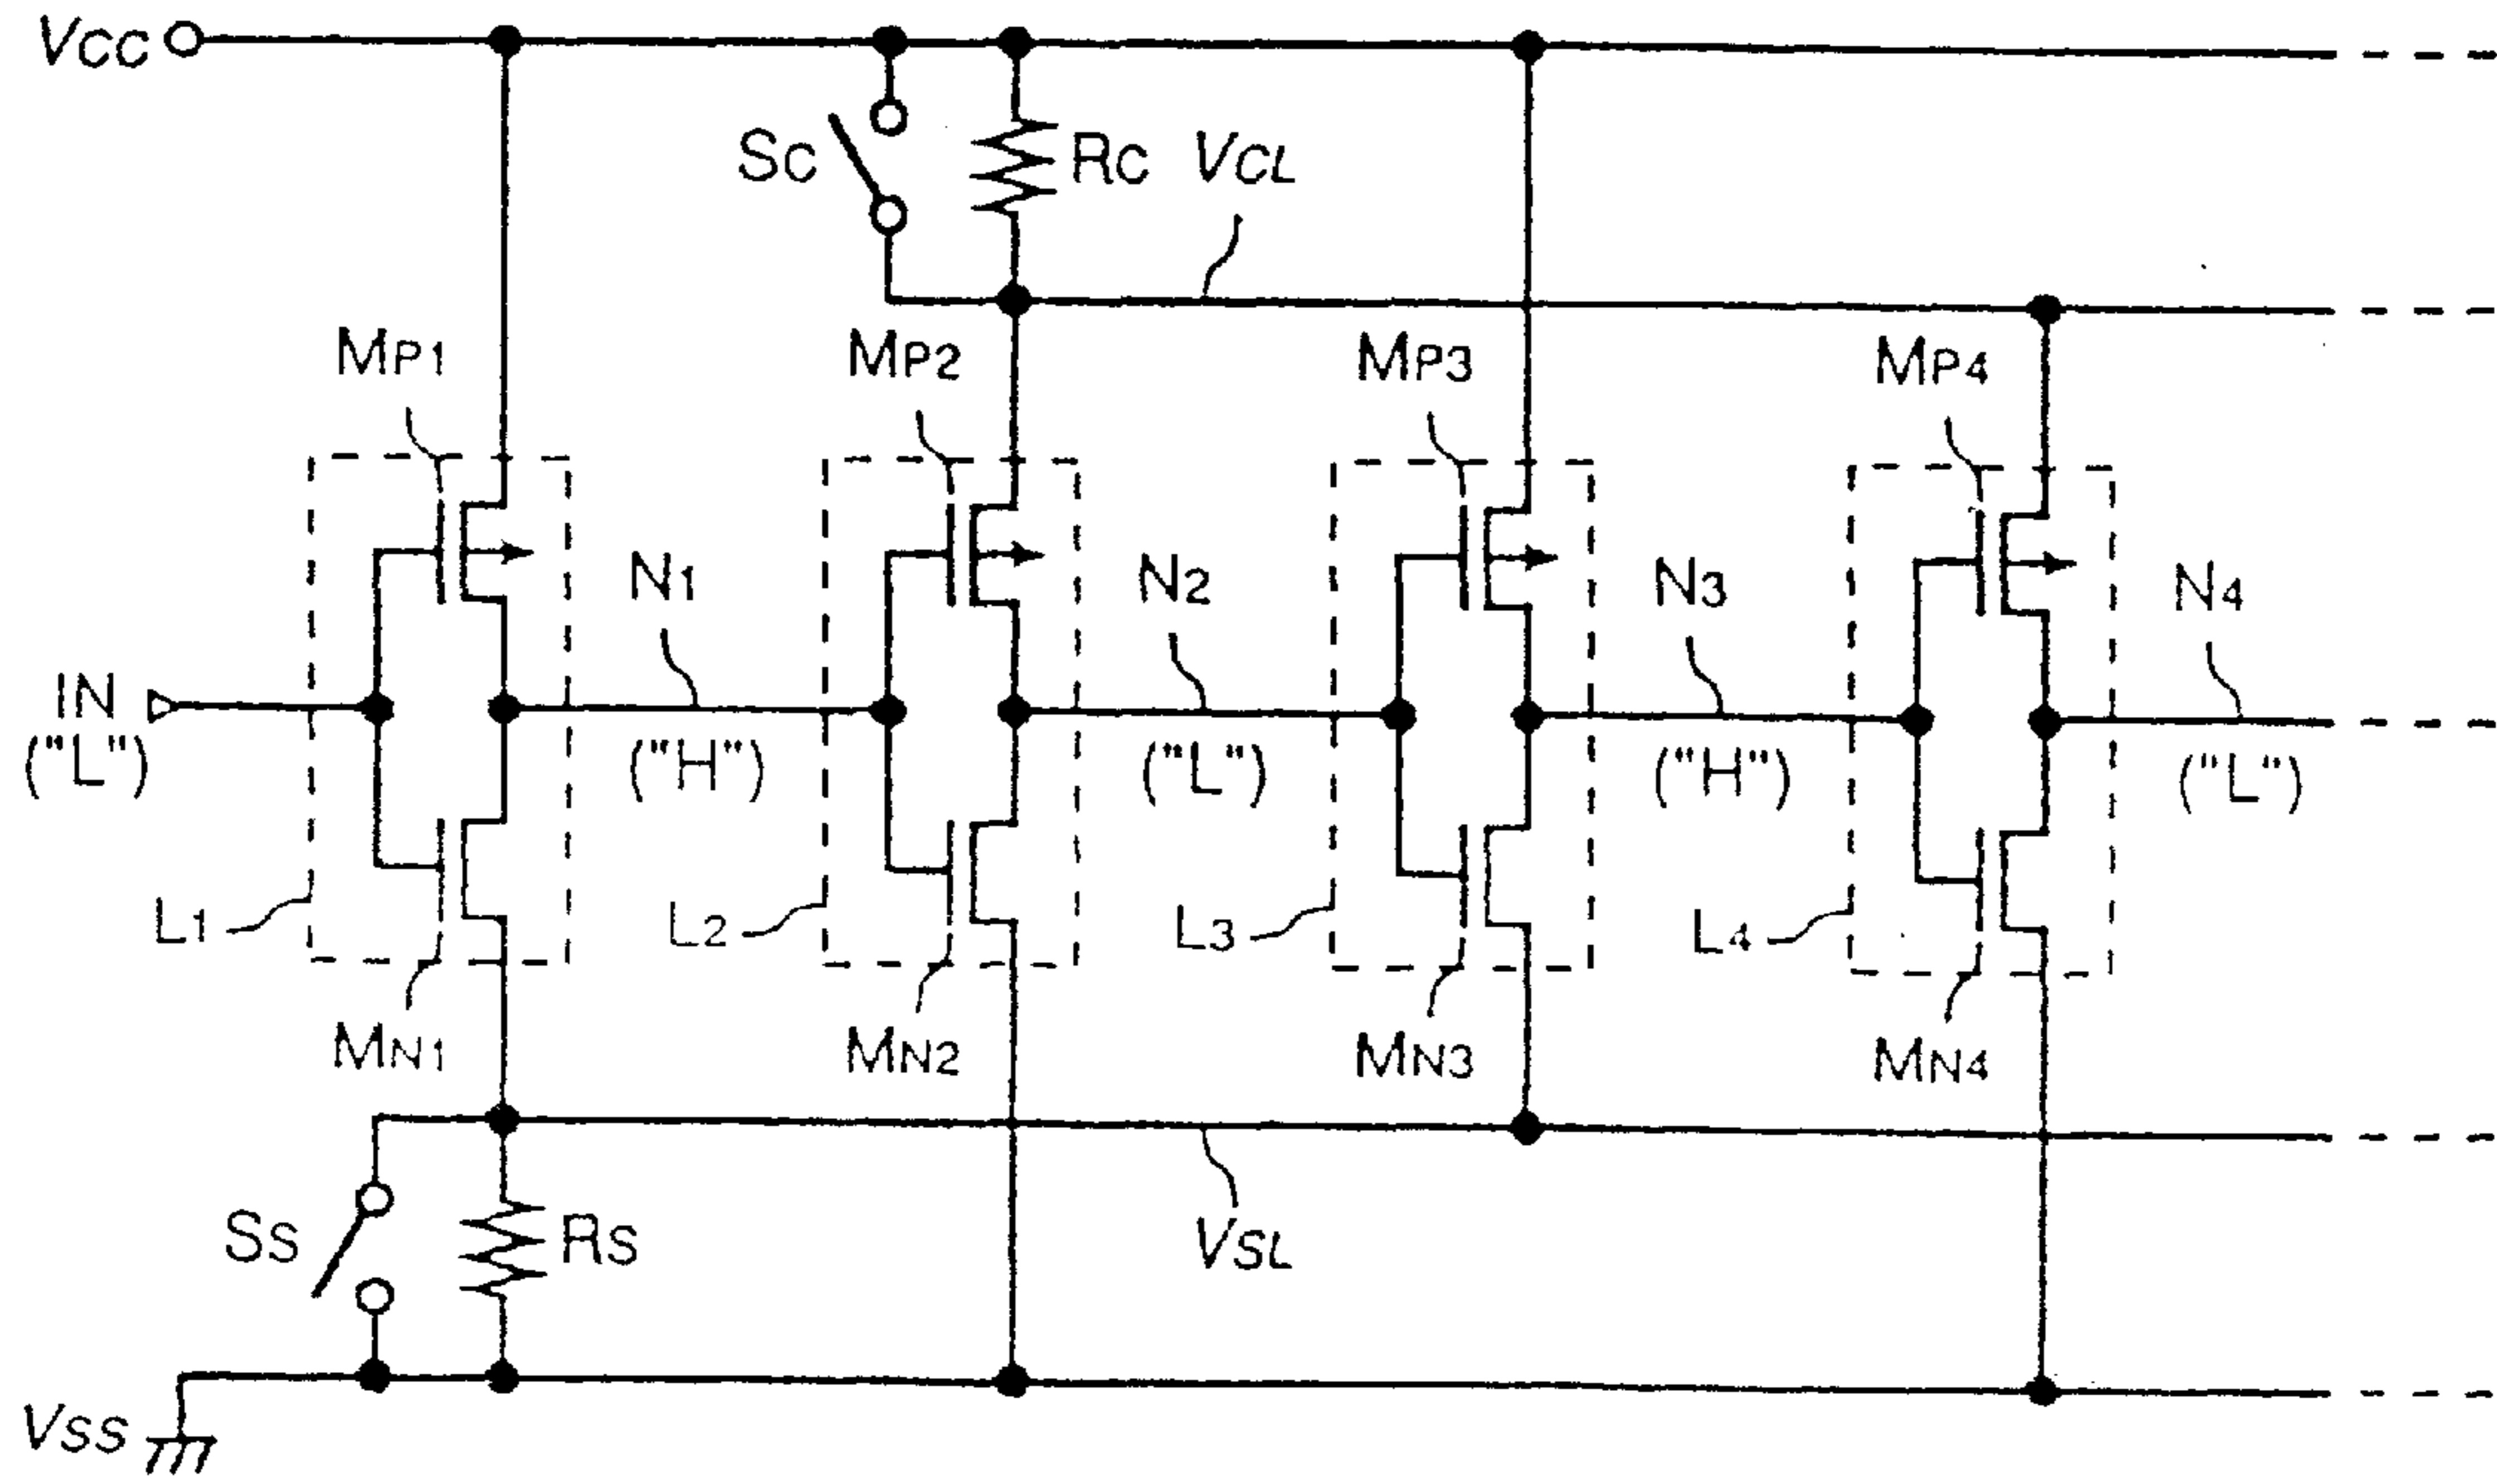 VCC
SC
RC
VCL
MP1
MP2
MP3
MP4
N1
N2
N3
N4
IN
("L")
("H")
("L")
("H")
("L")
L1
L2
L3
L4
MN1
MN2
MN3
MN4
SS
RS
VSL
VSS